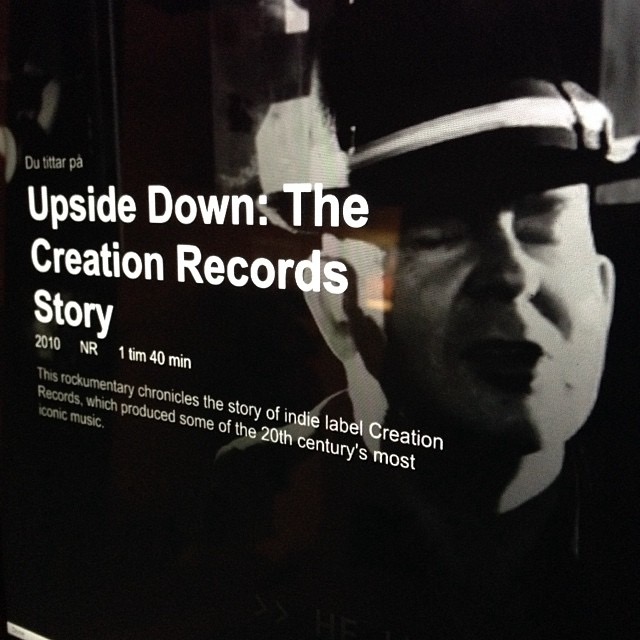 Du tittar på
Upside Down: The
Creation Records
Story
2010 NR 1 tim 40 min
This rockumentary chronicles the story of indie label Creation
Records, which produced some of the 20th century's most
iconic music.
>> HE